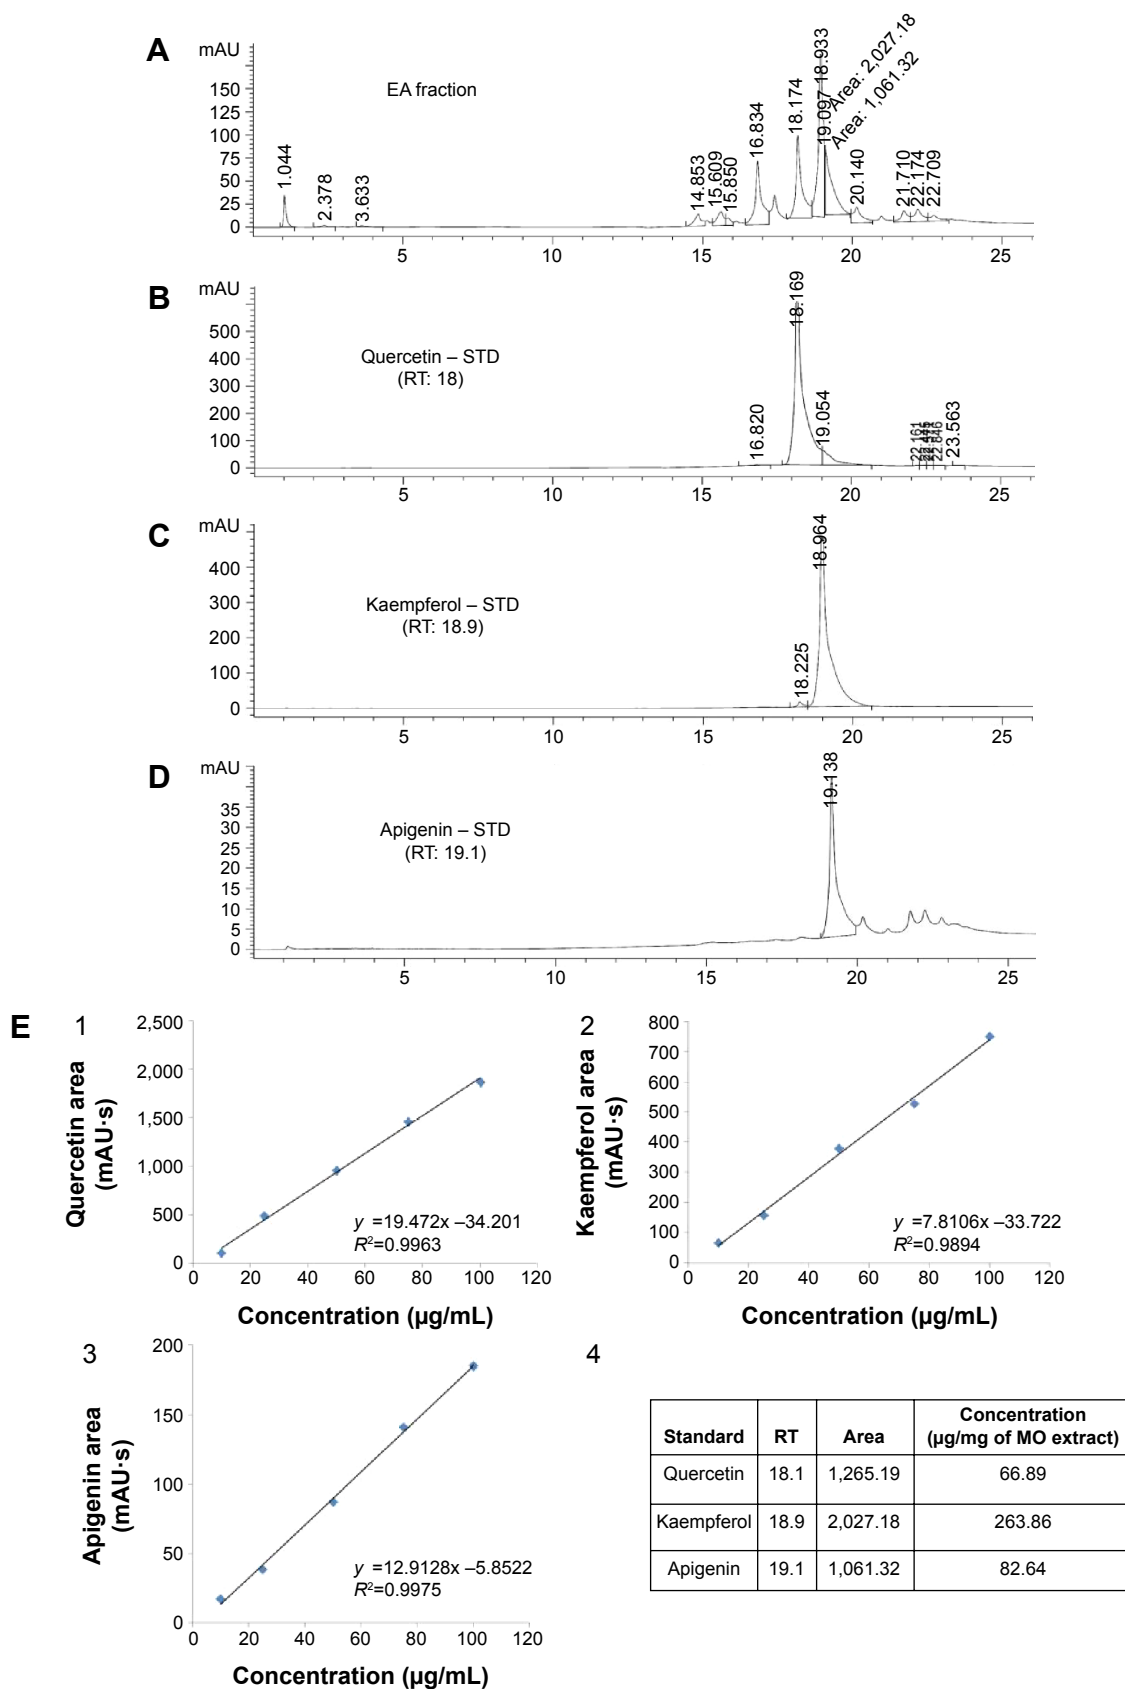 A
mAU
EA fraction
150
125
100
75
50
25
0
1.044
2.378
3.633
14.853
15.609
15.850
16.834
18.174
18.933
19.097
Area: 2,027.18
Area: 1,061.32
20.140
21.710
22.174
22.709
5
10
15
20
25
B
mAU
Quercetin – STD
(RT: 18)
500
400
300
200
100
0
16.820
18.169
19.054
22.161
22.846
23.563
5
10
15
20
25
C
mAU
Kaempferol – STD
(RT: 18.9)
400
300
200
100
0
18.225
18.964
5
10
15
20
25
D
mAU
Apigenin – STD
(RT: 19.1)
35
30
25
20
15
10
5
0
19.138
5
10
15
20
25
E
1
Quercetin area
(mAU·s)
2,500
2,000
1,500
1,000
500
0
y =19.472x –34.201
R²=0.9963
0 20 40 60 80 100 120
Concentration (µg/mL)
2
Kaempferol area
(mAU·s)
800
700
600
500
400
300
200
100
0
y =7.8106x –33.722
R²=0.9894
0 20 40 60 80 100 120
Concentration (µg/mL)
3
Apigenin area
(mAU·s)
200
150
100
50
0
y =12.9128x –5.8522
R²=0.9975
0 20 40 60 80 100 120
Concentration (µg/mL)
4
Standard RT Area Concentration
(µg/mg of MO extract)
Quercetin 18.1 1,265.19 66.89
Kaempferol 18.9 2,027.18 263.86
Apigenin 19.1 1,061.32 82.64